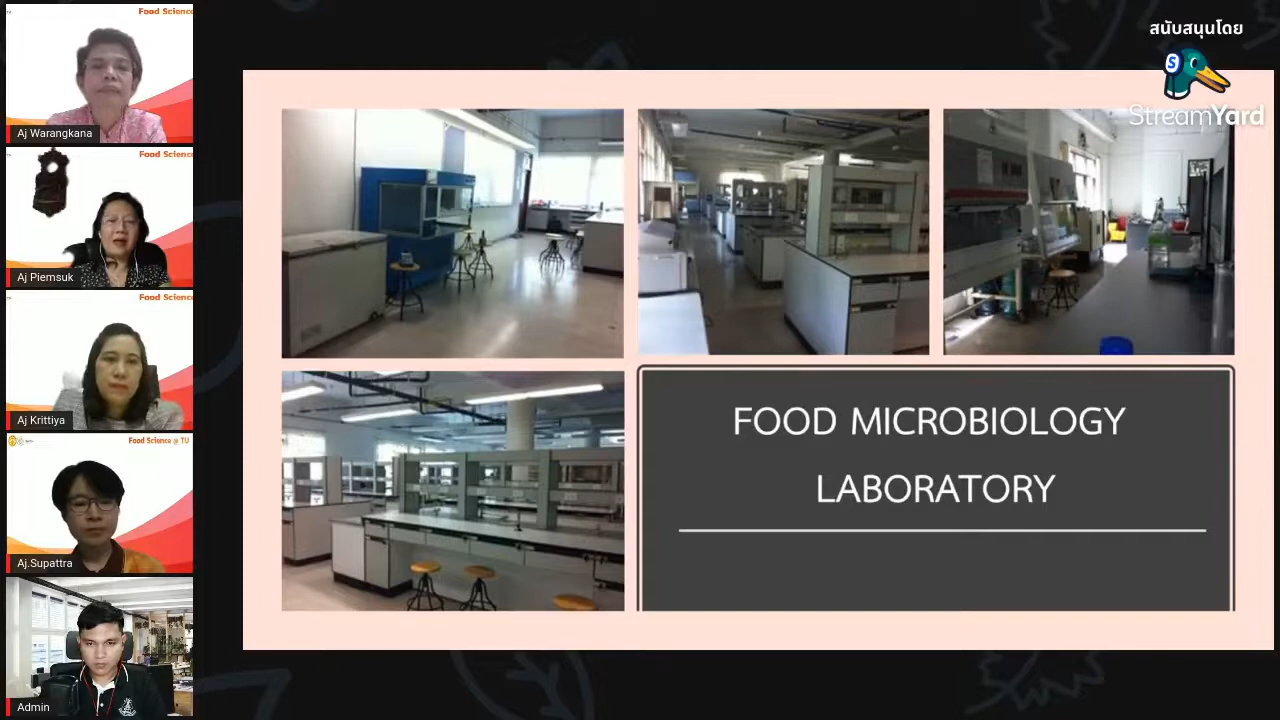 Food Science
Aj Warangkana
Food Science
Aj Piemsuk
Food Science
Aj Krittiya
Food Science @ TU
Aj.Supattra
Admin
สนับสนุนโดย
S
StreamYard
FOOD MICROBIOLOGY
LABORATORY